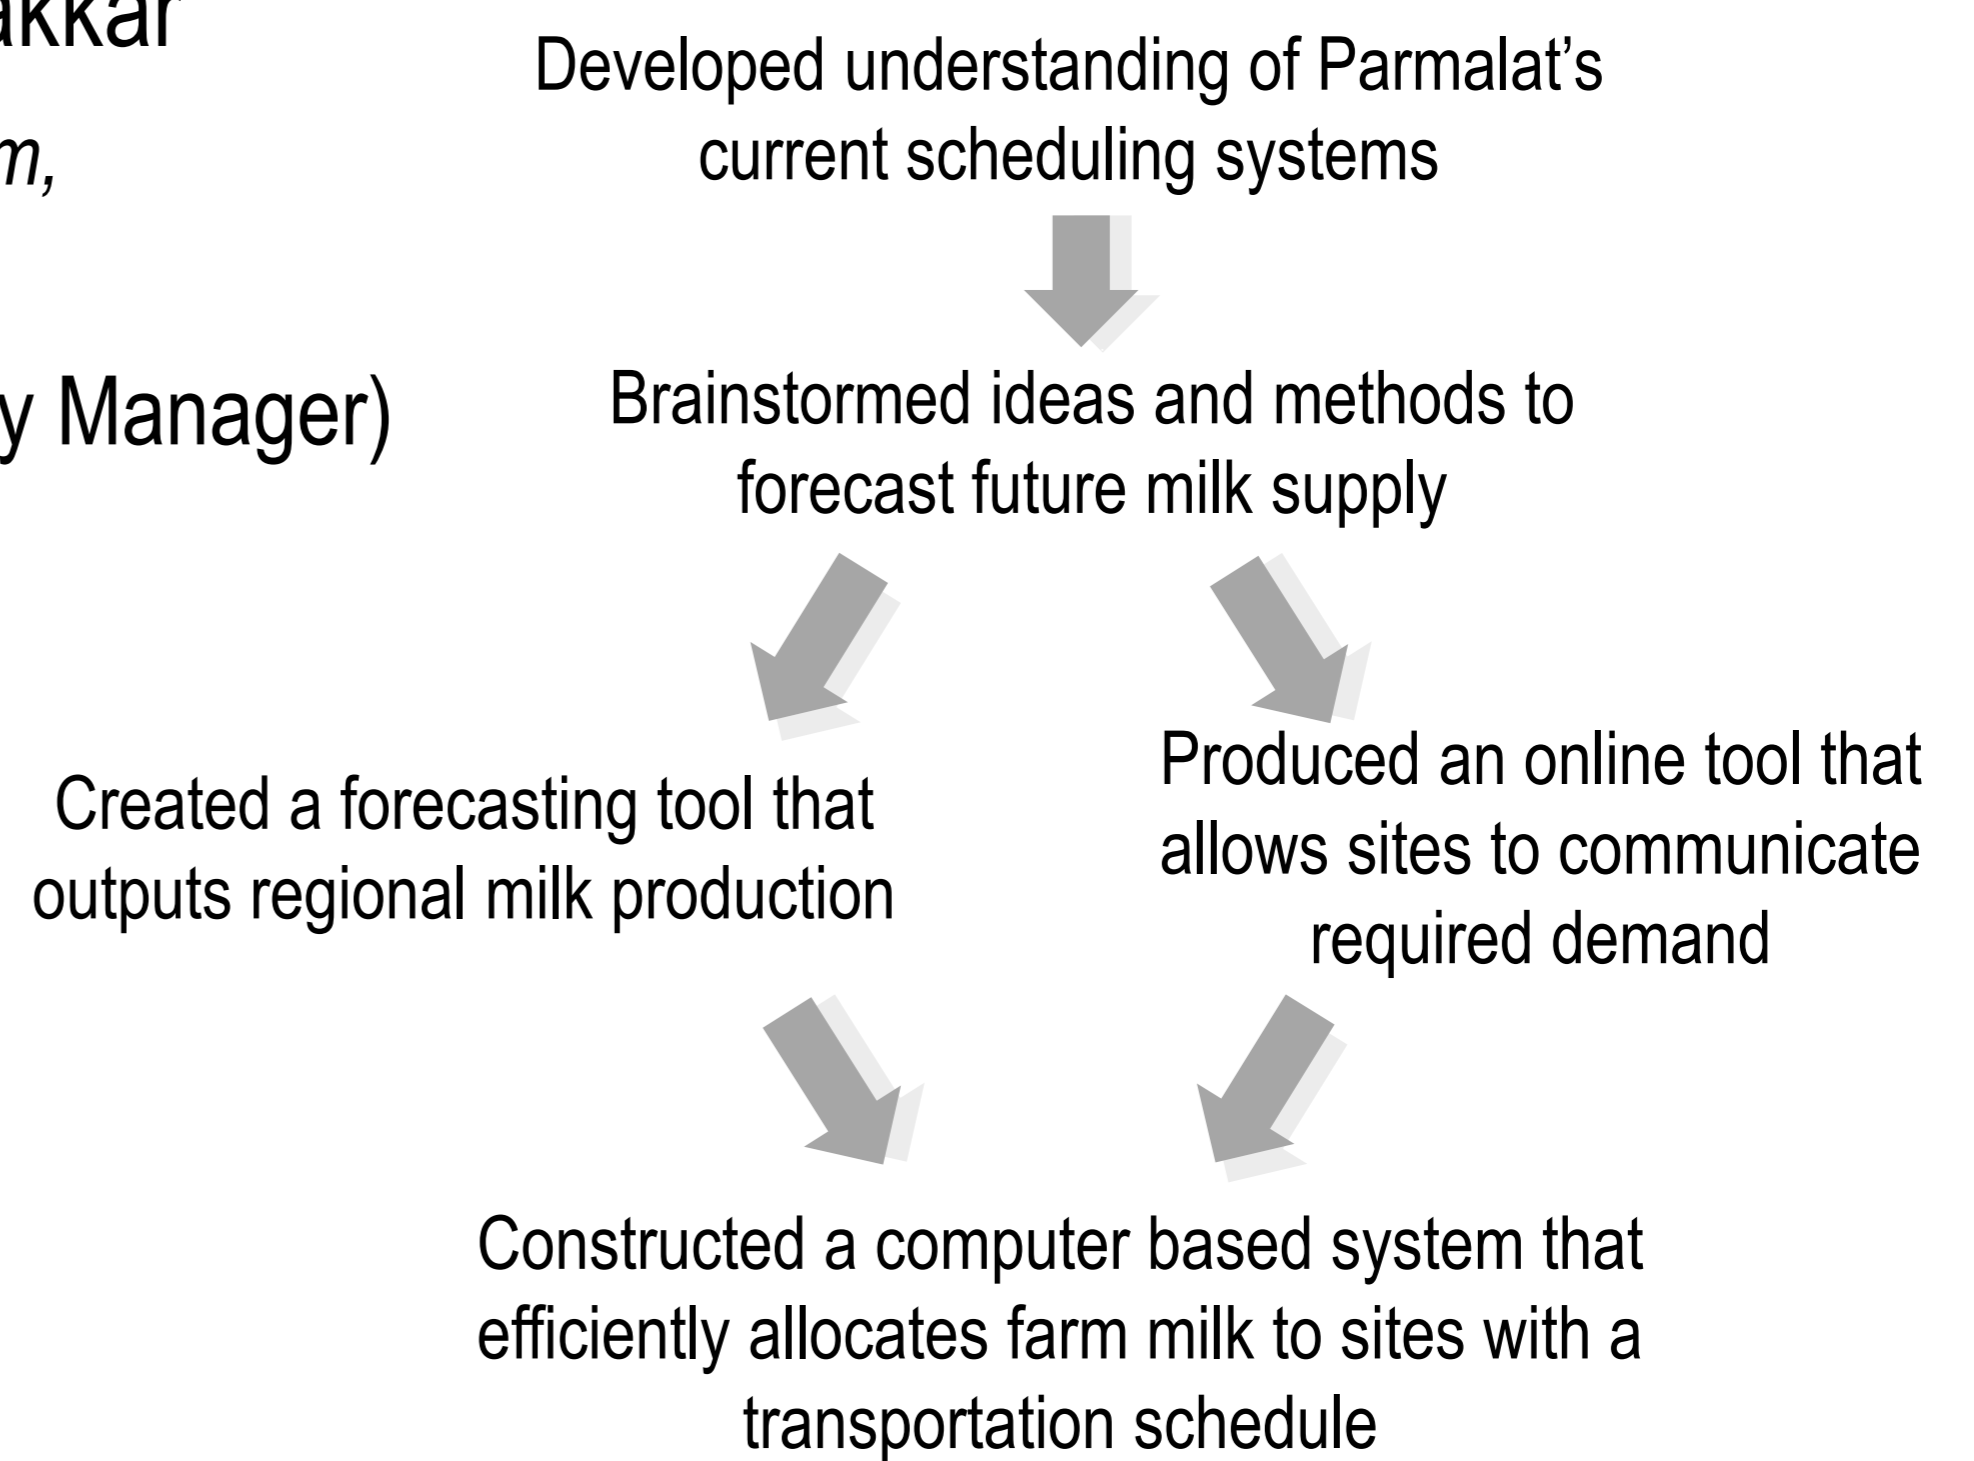 Developed understanding of Parmalat’s
current scheduling systems
y Manager)
Brainstormed ideas and methods to
forecast future milk supply
Created a forecasting tool that
outputs regional milk production
Produced an online tool that
allows sites to communicate
required demand
Constructed a computer based system that
efficiently allocates farm milk to sites with a
transportation schedule